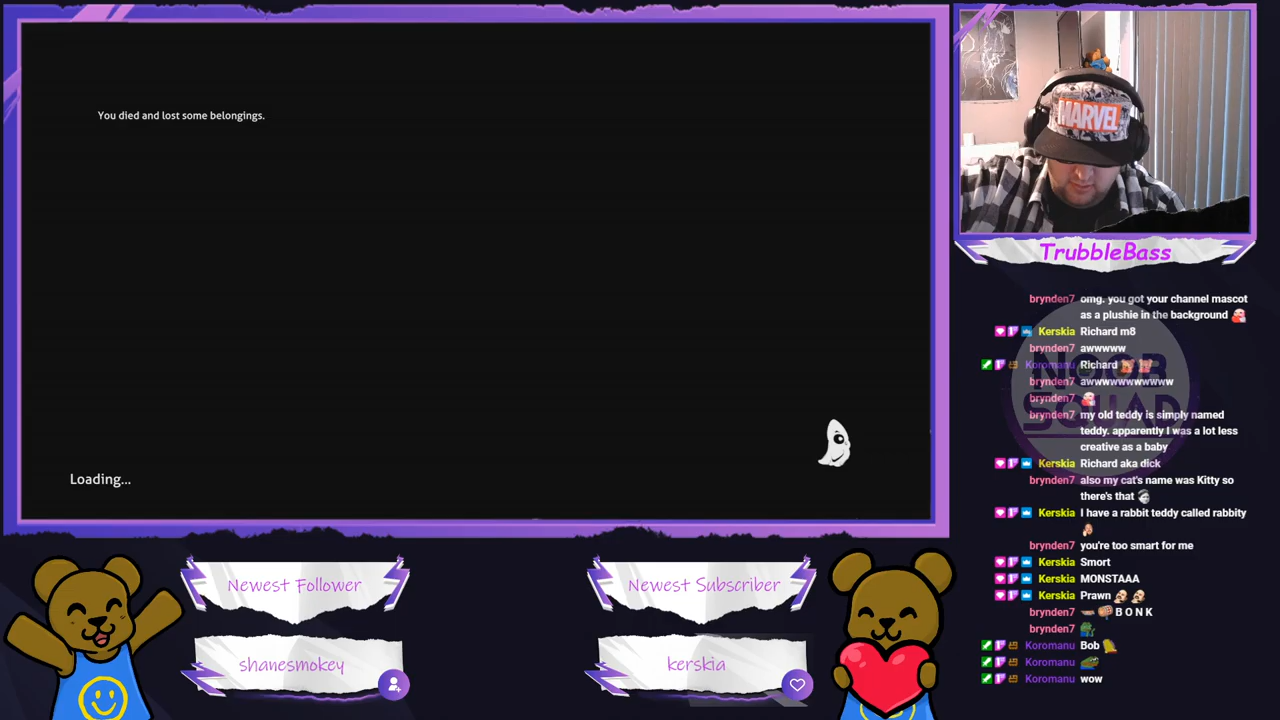 You died and lost some belongings.
Loading...
MARVEL
TrubbleBass
brynden7 omg. you got your channel mascot
as a plushie in the background
Kerskia Richard m8
brynden7 awwwww
Koromanu Richard
brynden7 awwwwwwwwwww
brynden7
brynden7 my old teddy is simply named
teddy. apparently I was a lot less
creative as a baby
Kerskia Richard aka dick
brynden7 also my cat's name was Kitty so
there's that
Kerskia I have a rabbit teddy called rabbity
brynden7 you're too smart for me
Kerskia Smort
Kerskia MONSTAAA
Kerskia Prawn
brynden7 B O N K
brynden7
Koromanu Bob
Koromanu
Koromanu wow
NOOB
SQUAD
Newest Follower
shanesmokey
Newest Subscriber
kerskia